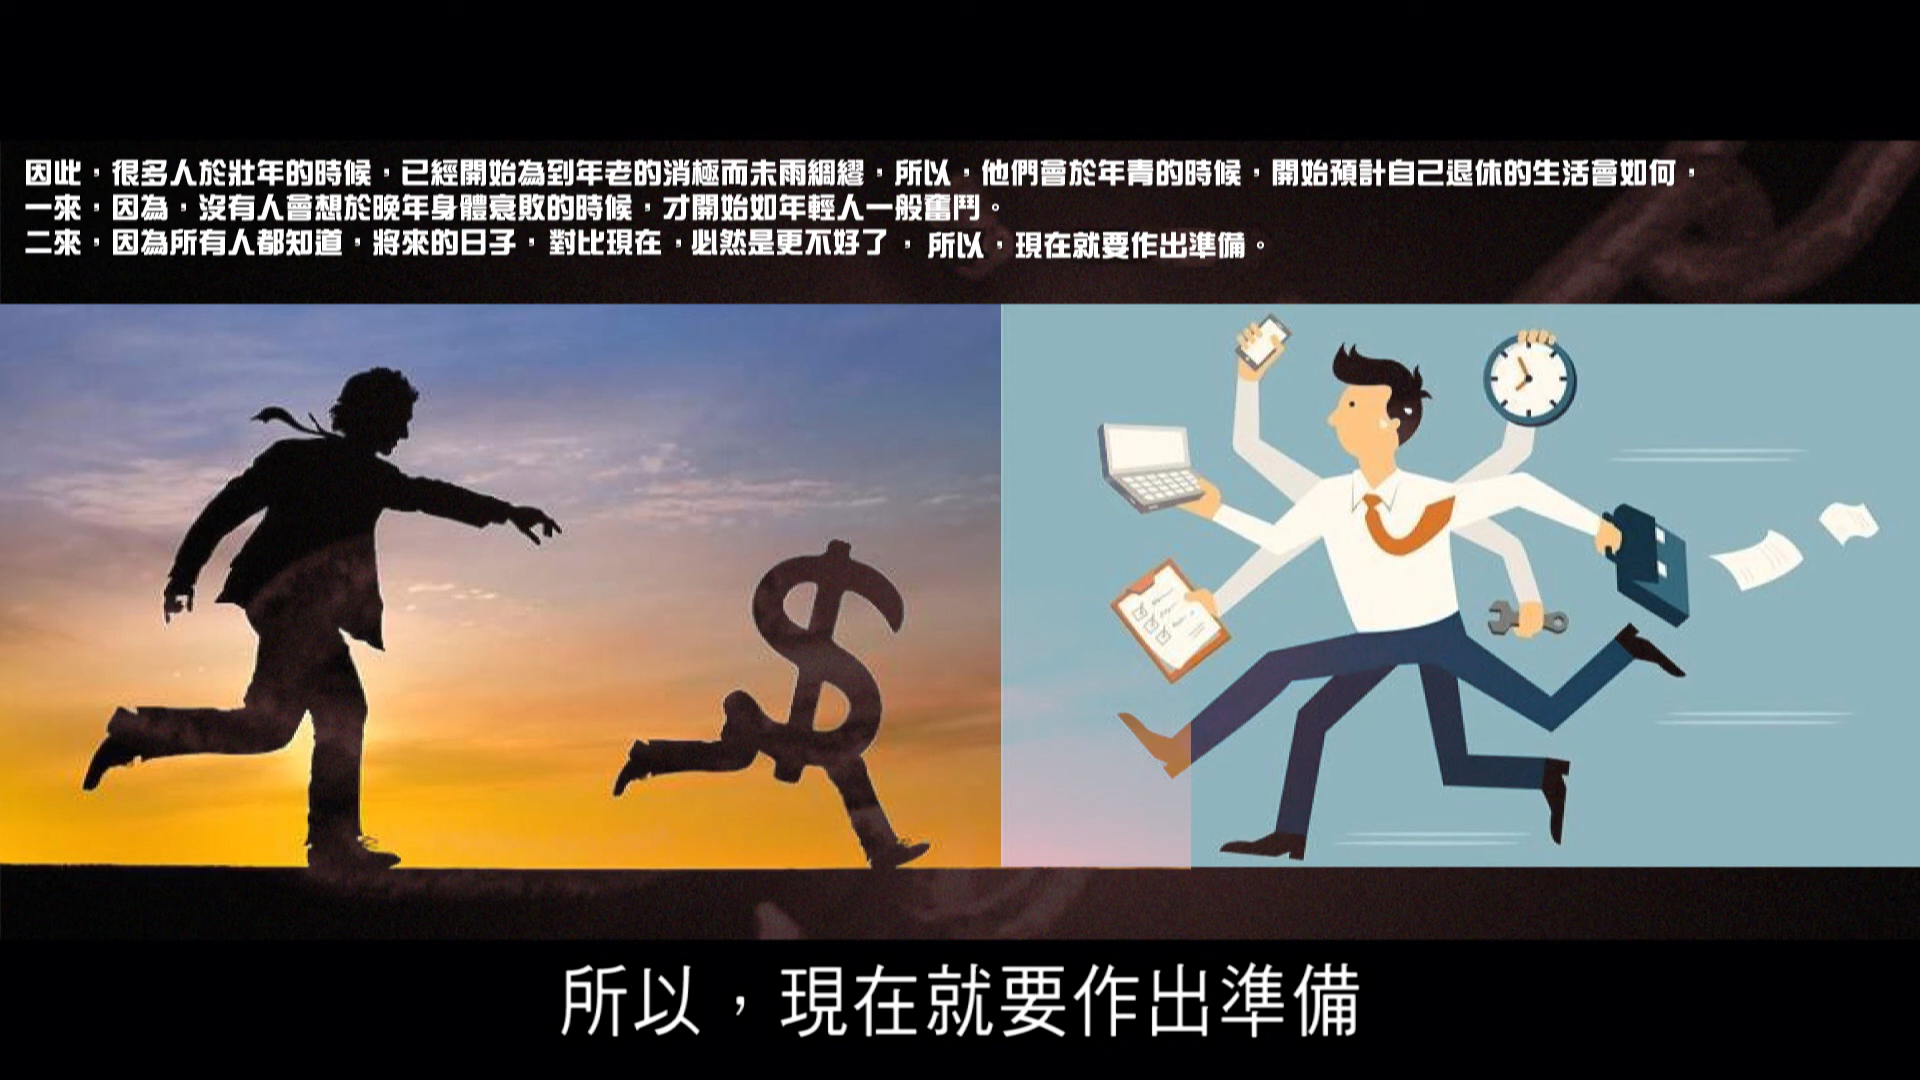 因此，很多人於壯年的時候，已經開始為到年老的消極而未雨綢繆，所以，他們會於年青的時候，開始預計自己退休的生活會如何，
一來，因為，沒有人會想於晚年身體衰敗的時候，才開始如年輕人一般奮鬥。
二來，因為所有人都知道，將來的日子，對比現在，必然是更不好了，所以，現在就要作出準備。
所以，現在就要作出準備